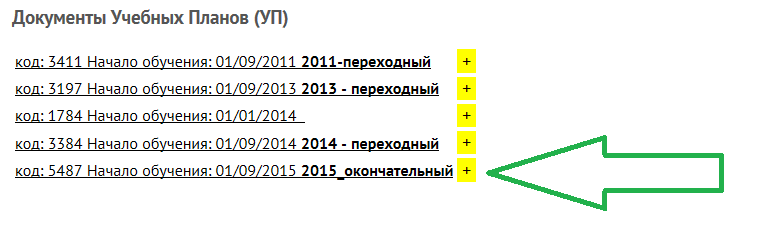 Документы Учебных Планов (УП)
код: 3411 Начало обучения: 01/09/2011 2011-переходный +
код: 3197 Начало обучения: 01/09/2013 2013 - переходный +
код: 1784 Начало обучения: 01/01/2014 +
код: 3384 Начало обучения: 01/09/2014 2014 - переходный +
код: 5487 Начало обучения: 01/09/2015 2015_окончательный +